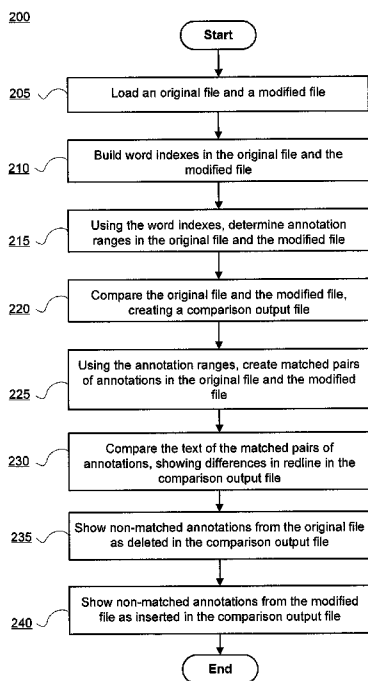 200
Start
205
Load an original file and a modified file
210
Build word indexes in the original file and the
modified file
215
Using the word indexes, determine annotation
ranges in the original file and the modified file
220
Compare the original file and the modified file,
creating a comparison output file
225
Using the annotation ranges, create matched pairs
of annotations in the original file and the modified
file
230
Compare the text of the matched pairs of
annotations, showing differences in redline in the
comparison output file
235
Show non-matched annotations from the original file
as deleted in the comparison output file
240
Show non-matched annotations from the modified
file as inserted in the comparison output file
End